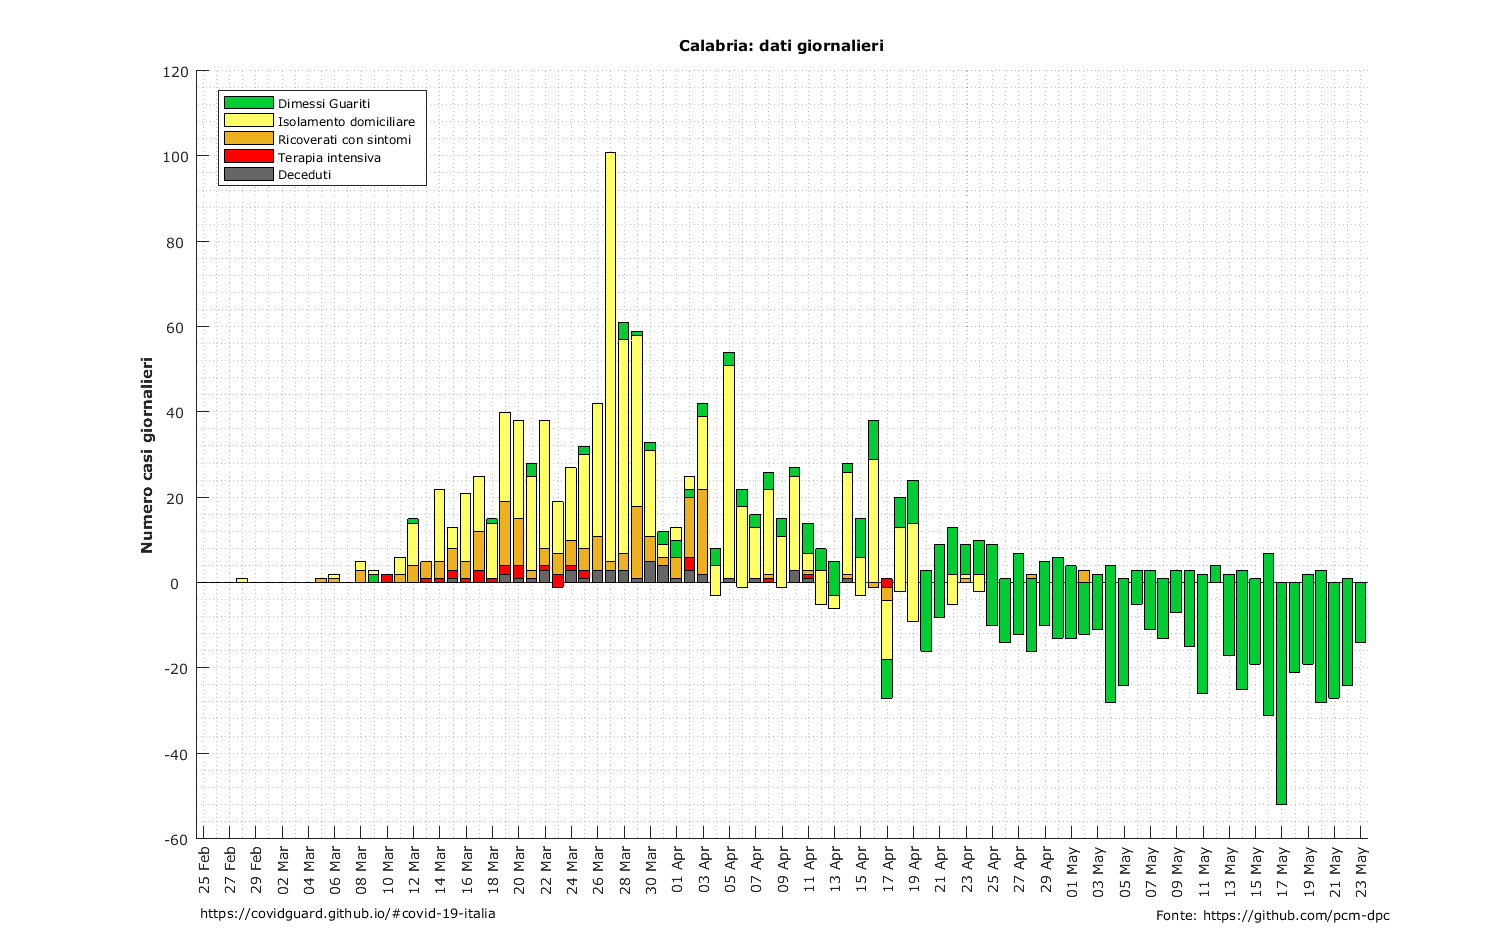 Calabria: dati giornalieri
120
100
80
60
40
20
0
-20
-40
-60
Numero casi giornalieri
Dimessi Guariti
Isolamento domiciliare
Ricoverati con sintomi
Terapia intensiva
Deceduti
25 Feb
27 Feb
29 Feb
02 Mar
04 Mar
06 Mar
08 Mar
10 Mar
12 Mar
14 Mar
16 Mar
18 Mar
20 Mar
22 Mar
24 Mar
26 Mar
28 Mar
30 Mar
01 Apr
03 Apr
05 Apr
07 Apr
09 Apr
11 Apr
13 Apr
15 Apr
17 Apr
19 Apr
21 Apr
23 Apr
25 Apr
27 Apr
29 Apr
01 May
03 May
05 May
07 May
09 May
11 May
13 May
15 May
17 May
19 May
21 May
23 May
https://covidguard.github.io/#covid-19-italia
Fonte: https://github.com/pcm-dpc